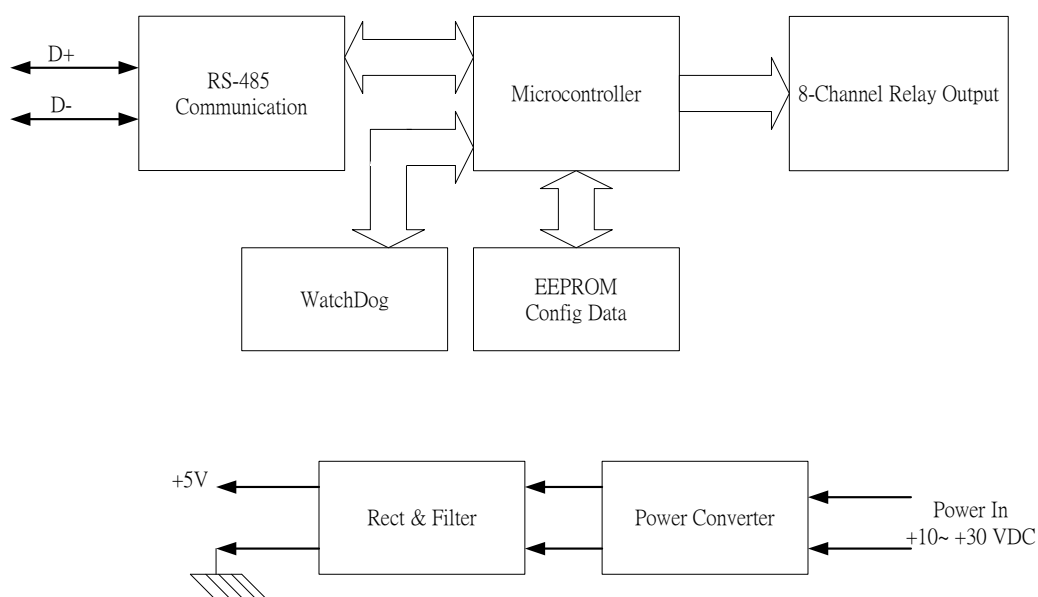 D+
D-
RS-485
Communication
Microcontroller
8-Channel Relay Output
WatchDog
EEPROM
Config Data
+5V
Rect & Filter
Power Converter
Power In
+10~ +30 VDC